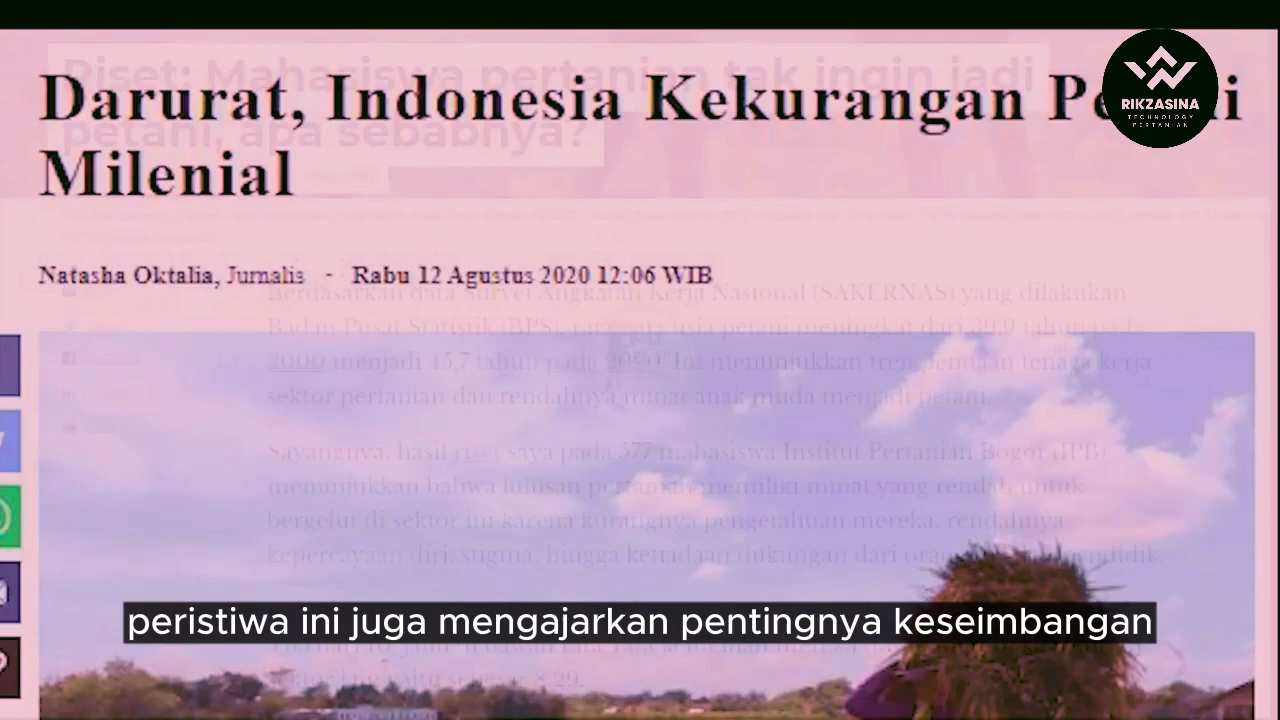 Riset: Mahasiswa pertanian tak ingin jadi
petani, apa sebabnya?
Darurat, Indonesia Kekurangan
Milenial
RIKZASINA
TECHNOLOGY
PERTANIAN
Natasha Oktalia, Jurnalis - Rabu 12 Agustus 2020 12:06 WIB
Berdasarkan data Survei Angkatan Kerja Nasional (SAKERNAS) yang dilakukan
Badan Pusat Statistik (BPS), usia petani meningkat dari 39,9 tahun pada
2000 menjadi 45,7 tahun pada Ini menunjukkan tren penuaan tenaga kerja
sektor pertanian dan rendahnya minat anak muda menjadi petani.
Sayangnya, hasil riset saya pada 577 mahasiswa Institut Pertanian Bogor (IPB)
menunjukkan bahwa lulusan pertanian memiliki minat yang rendah untuk
bergelut di sektor ini karena kurangnya pengetahuan mereka, rendahnya
kepercayaan diri, stigma, hingga ketiadaan dukungan dari
peristiwa ini juga mengajarkan pentingnya keseimbangan